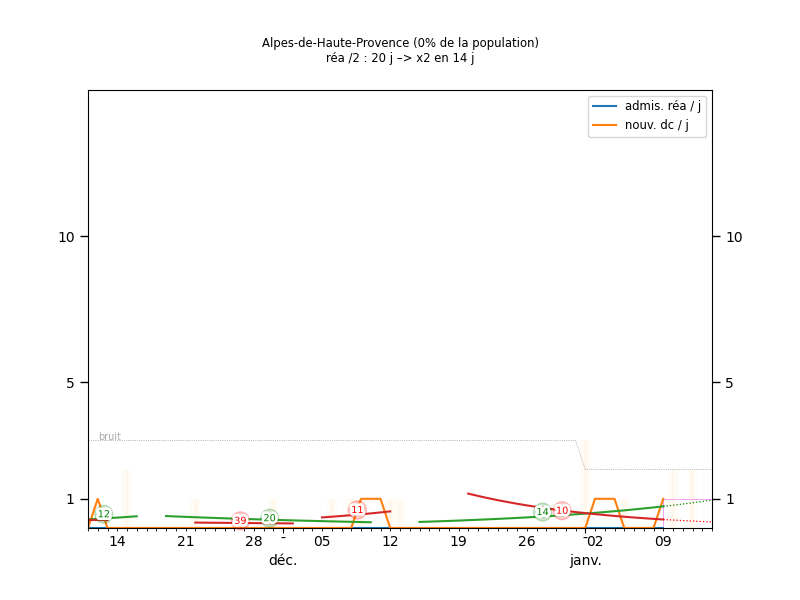 Alpes-de-Haute-Provence (0% de la population)
réa /2 : 20 j –> x2 en 14 j
admis. réa / j
nouv. dc / j
10 10
5 5
bruit
1 1
12 39 20 11 14 10
14 21 28 - 05 12 19 26 - 02 09
déc. janv.